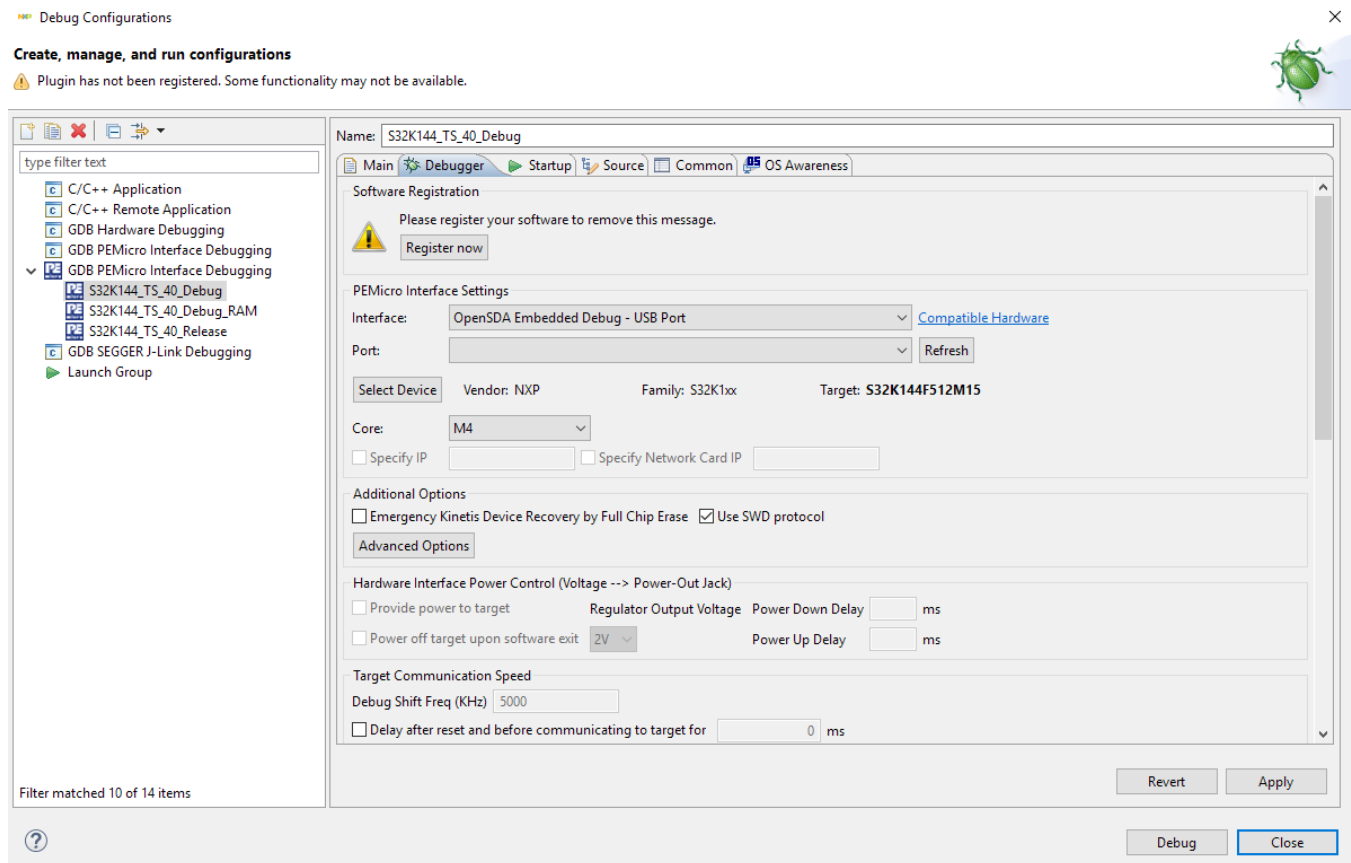 NXP Debug Configurations
Create, manage, and run configurations
Plugin has not been registered. Some functionality may not be available.
type filter text
C/C++ Application
C/C++ Remote Application
GDB Hardware Debugging
GDB PEMicro Interface Debugging
GDB PEMicro Interface Debugging
S32K144_TS_40_Debug
S32K144_TS_40_Debug_RAM
S32K144_TS_40_Release
GDB SEGGER J-Link Debugging
Launch Group
Filter matched 10 of 14 items
Name: S32K144_TS_40_Debug
Main Debugger Startup Source Common OS Awareness
Software Registration
Please register your software to remove this message.
Register now
PEMicro Interface Settings
Interface: OpenSDA Embedded Debug - USB Port Compatible Hardware
Port: Refresh
Select Device Vendor: NXP Family: S32K1xx Target: S32K144F512M15
Core: M4
Specify IP Specify Network Card IP
Additional Options
Emergency Kinetis Device Recovery by Full Chip Erase Use SWD protocol
Advanced Options
Hardware Interface Power Control (Voltage --> Power-Out Jack)
Provide power to target Regulator Output Voltage Power Down Delay ms
Power off target upon software exit 2V Power Up Delay ms
Target Communication Speed
Debug Shift Freq (KHz) 5000
Delay after reset and before communicating to target for 0 ms
Revert Apply
? Debug Close